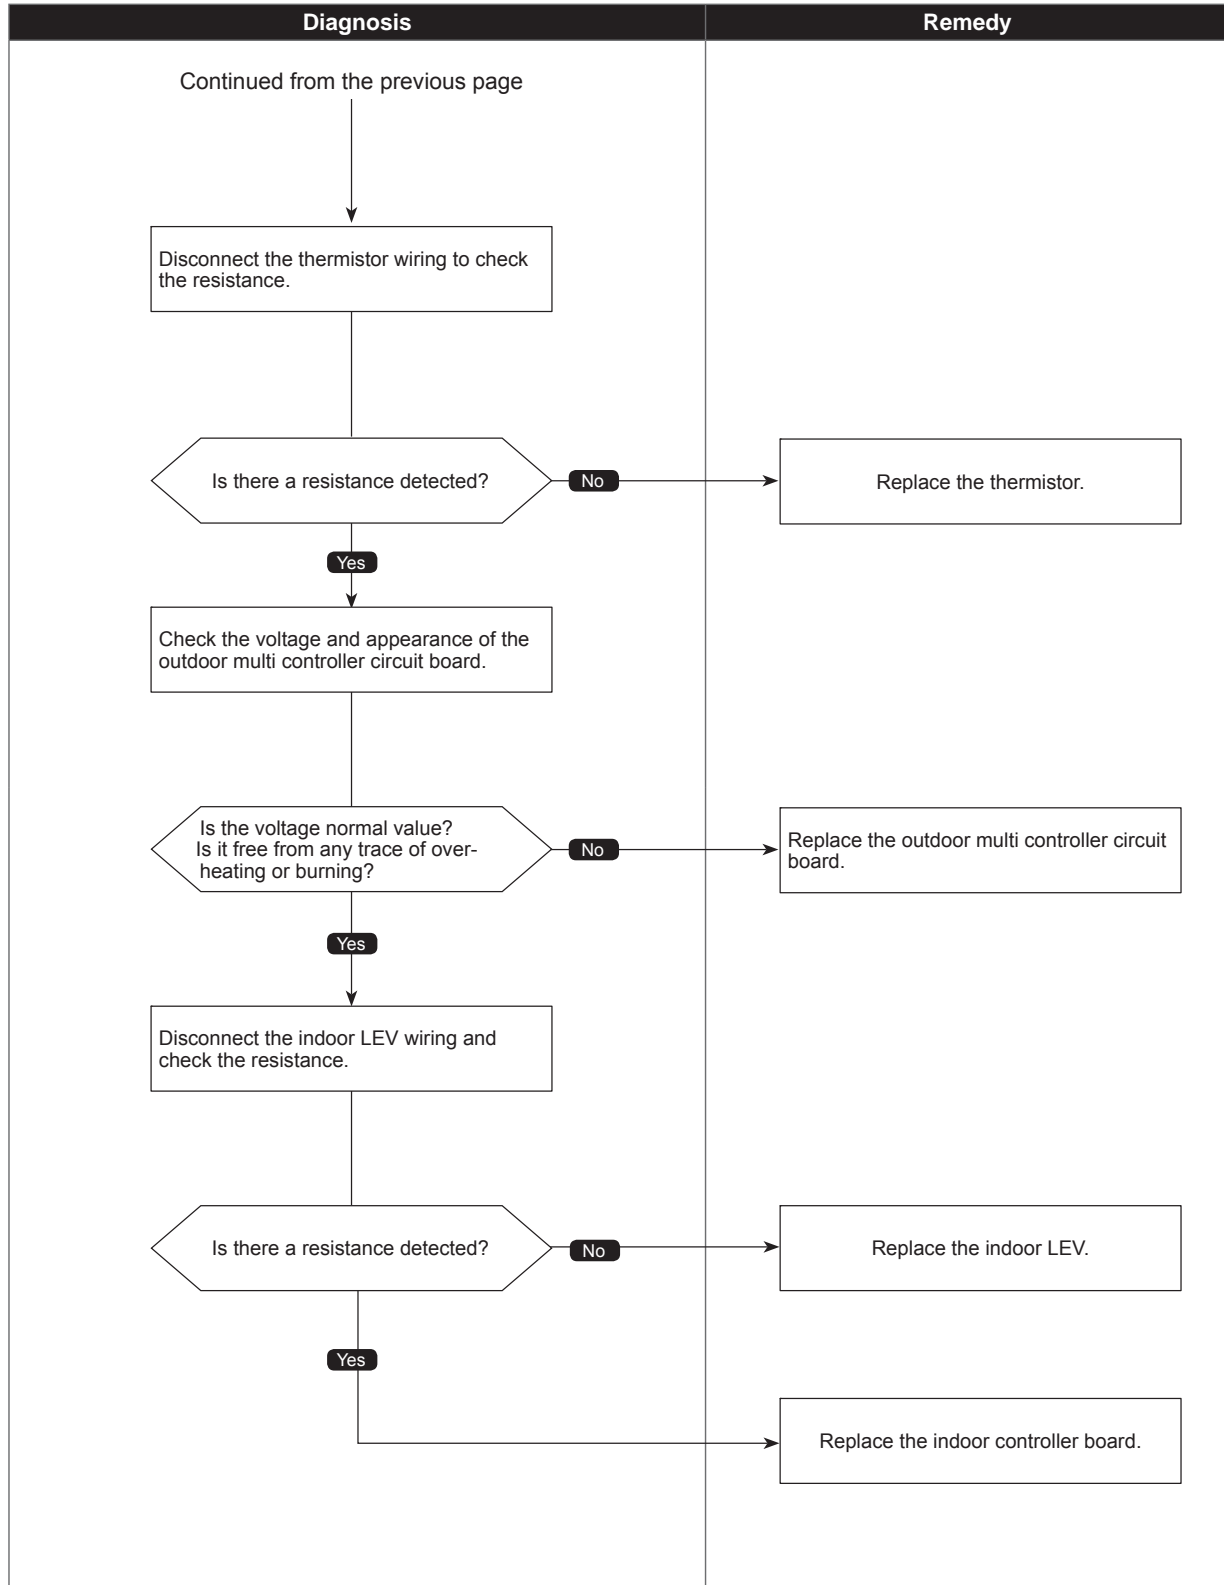 Diagnosis
Remedy
Continued from the previous page
Disconnect the thermistor wiring to check
the resistance.
Is there a resistance detected?
No
Replace the thermistor.
Yes
Check the voltage and appearance of the
outdoor multi controller circuit board.
Is the voltage normal value?
Is it free from any trace of over-
heating or burning?
No
Replace the outdoor multi controller circuit
board.
Yes
Disconnect the indoor LEV wiring and
check the resistance.
Is there a resistance detected?
No
Replace the indoor LEV.
Yes
Replace the indoor controller board.